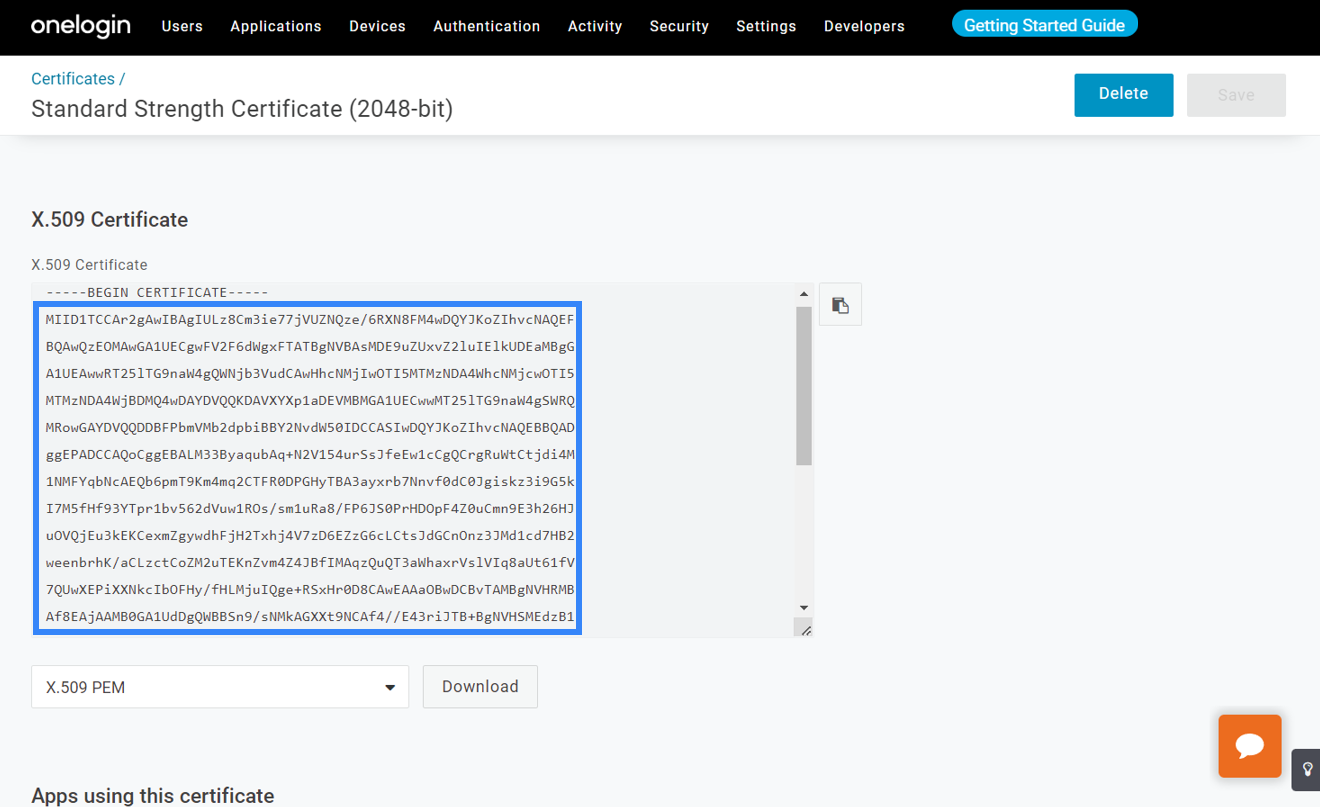 onelogin Users Applications Devices Authentication Activity Security Settings Developers Getting Started Guide
Certificates /
Standard Strength Certificate (2048-bit)
Delete
Save
X.509 Certificate
X.509 Certificate
-----BEGIN CERTIFICATE-----
MIID1TCCAr2gAwIBAgIULz8Cm3ie77jVUZNQze/6RXN8FM4wDQYJKoZIhvcNAQEF
BQAwQzEOMAwGA1UECgwFV2F6dWgxFTATBgNVBAsMDE9uZUxvZ2luIElkUDEaMBgG
A1UEAwwRT25lTG9naW4gQWNjb3VudCAwHhcNMjIwOTI5MTMzNDA4WhcNMjcwOTI5
MTMzNDA4WjBDMQ4wDAYDVQQKDAVXYXp1aDEVMBMGA1UECwwMT25lTG9naW4gSWRQ
MRowGAYDVQQDDBFPbmVMb2dpbiBBY2NvdW50IDCCASIwDQYJKoZIhvcNAQEBBQAD
ggEPADCCAQoCggEBALM33ByaqubAq+N2V154urSsJfeEw1cCgQCrgRuWtCtjdi4M
1NMFYqbNcAEQb6pmT9Km4mq2CTFR0DPGHyTBA3ayxrb7Nnvf0dC0Jgiskz3i9G5k
I7M5fHf93YTpr1bv562dVuw1ROs/sm1uRa8/FP6JS0PrHDOpF4Z0uCmn9E3h26HJ
uOVQjEu3kEKCexmZgywdhFjH2Txhj4V7zD6EZzG6cLCtsJdGCnOnz3JMd1cd7HB2
weenbrhK/aCLzctCoZM2uTEKnZvm4Z4JBfIMAqzQuQT3aWhaxrVslVIq8aUt61fV
7QUwXEPiXXNkcIbOFHy/fHLMjuIQge+RSxHr0D8CAwEAAaOBwDCBvTAMBgNVHRMB
Af8EAjAAMB0GA1UdDgQWBBSn9/sNMkAGXXt9NCAf4//E43riJTB+BgNVHSMEdzB1
X.509 PEM
Download
Apps using this certificate